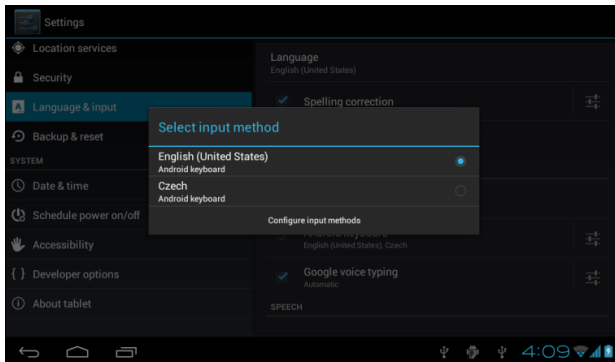 Settings
Location services
Security
Language & input
Backup & reset
SYSTEM
Date & time
Schedule power on/off
Accessibility
{ } Developer options
About tablet
Language
English (United States)
Spelling correction
Select input method
English (United States)
Android keyboard
Czech
Android keyboard
Configure input methods
Android keyboard
English (United States), Czech
Google voice typing
Automatic
SPEECH
4:09